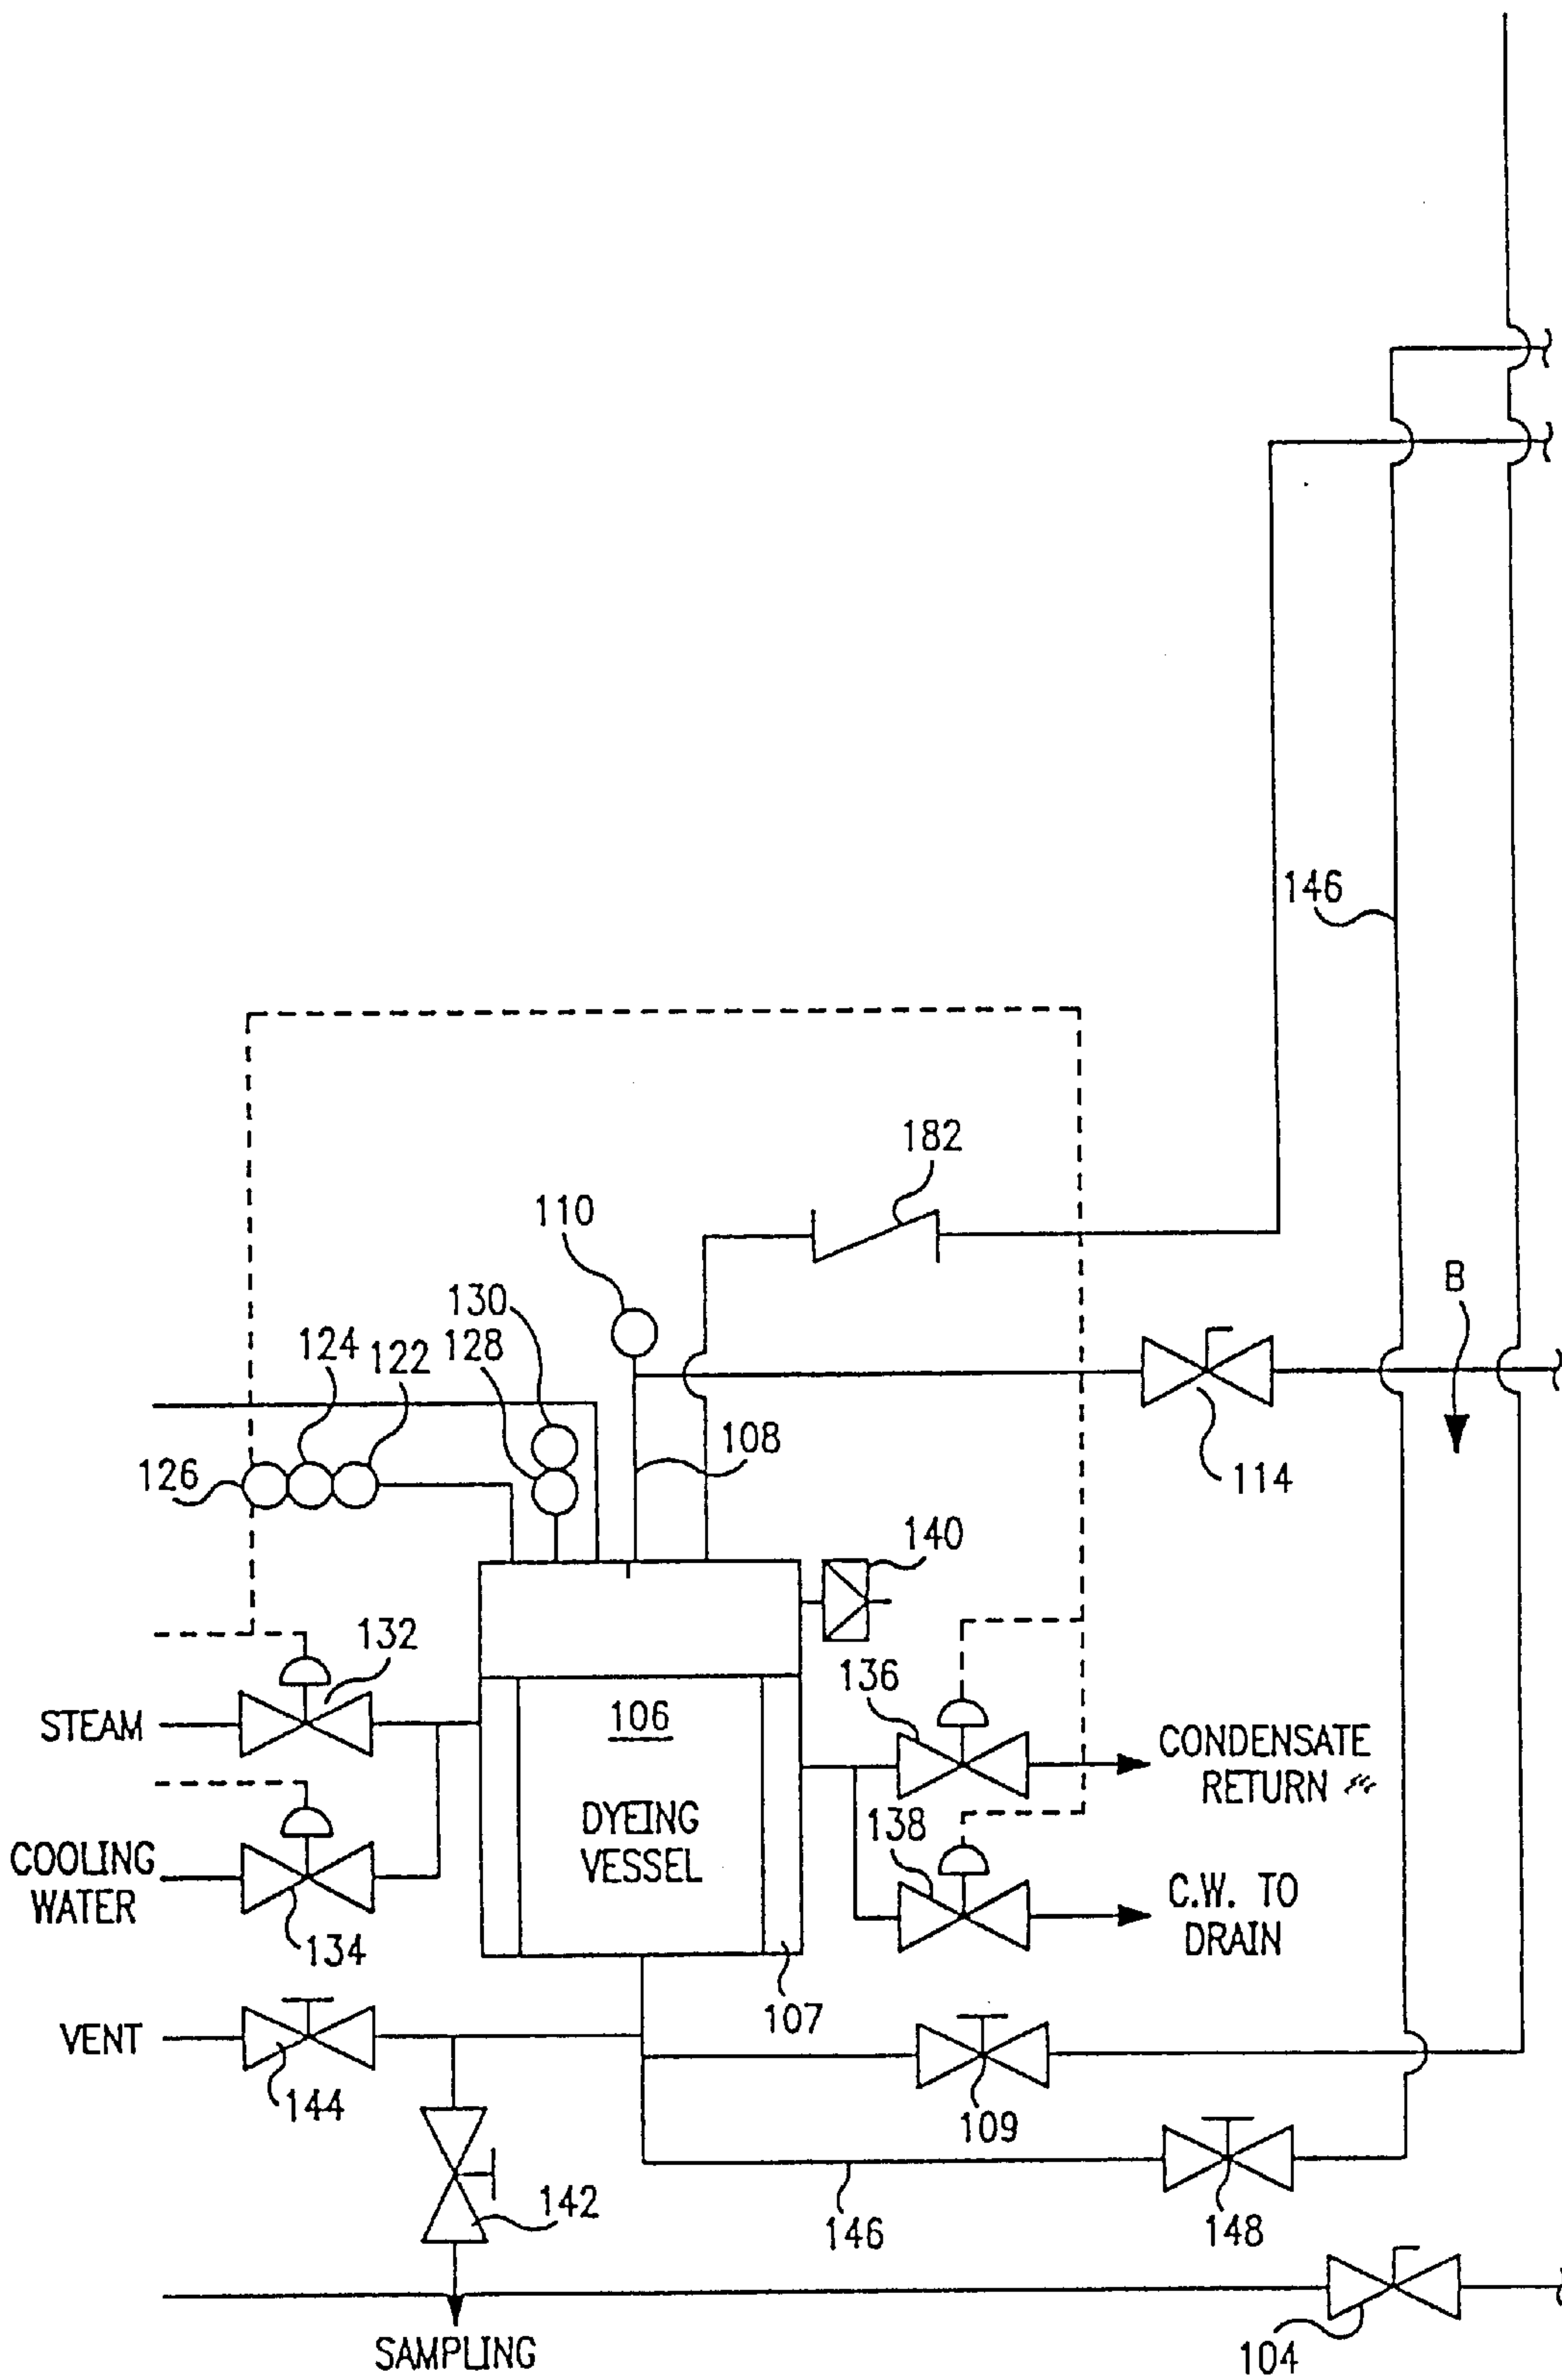 146
182
110
B
130
124
122
128
108
126
114
140
132
136
STEAM
106
CONDENSATE
RETURN
DYEING
VESSEL
138
COOLING
WATER
C.W. TO
DRAIN
134
107
VENT
144
109
142
146
148
SAMPLING
104